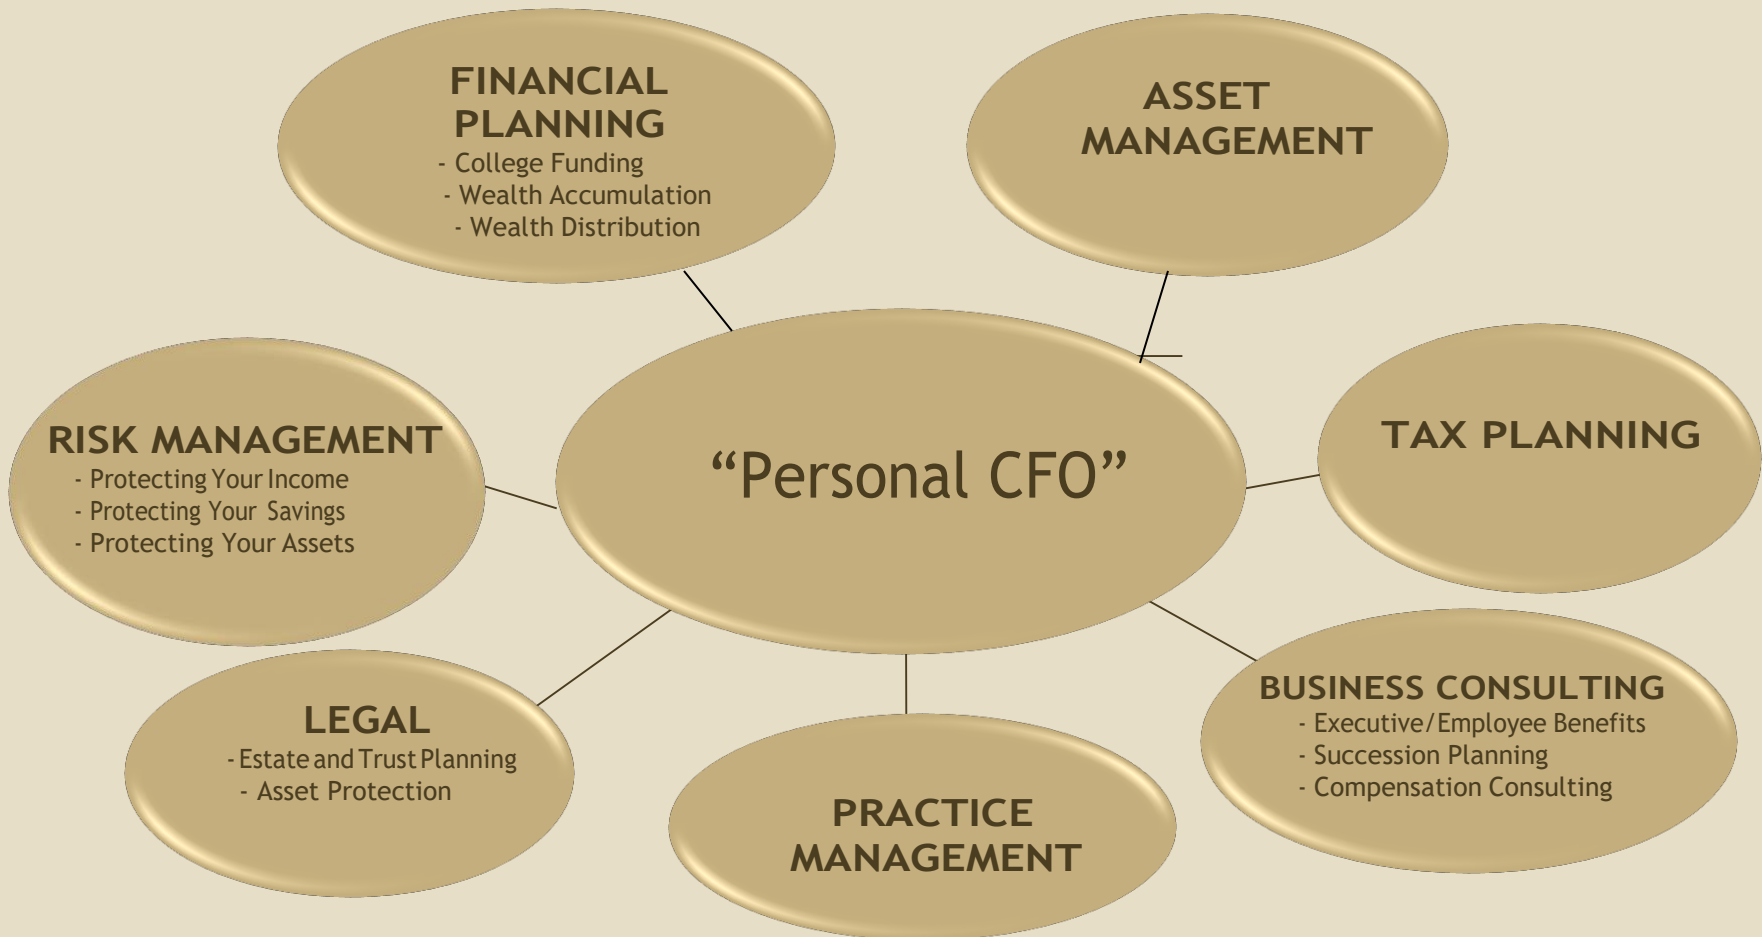 FINANCIAL
PLANNING
- College Funding
- Wealth Accumulation
- Wealth Distribution
ASSET
MANAGEMENT
RISK MANAGEMENT
- Protecting Your Income
- Protecting Your Savings
- Protecting Your Assets
“Personal CFO”
TAX PLANNING
LEGAL
- Estate and Trust Planning
- Asset Protection
PRACTICE
MANAGEMENT
BUSINESS CONSULTING
- Executive/Employee Benefits
- Succession Planning
- Compensation Consulting